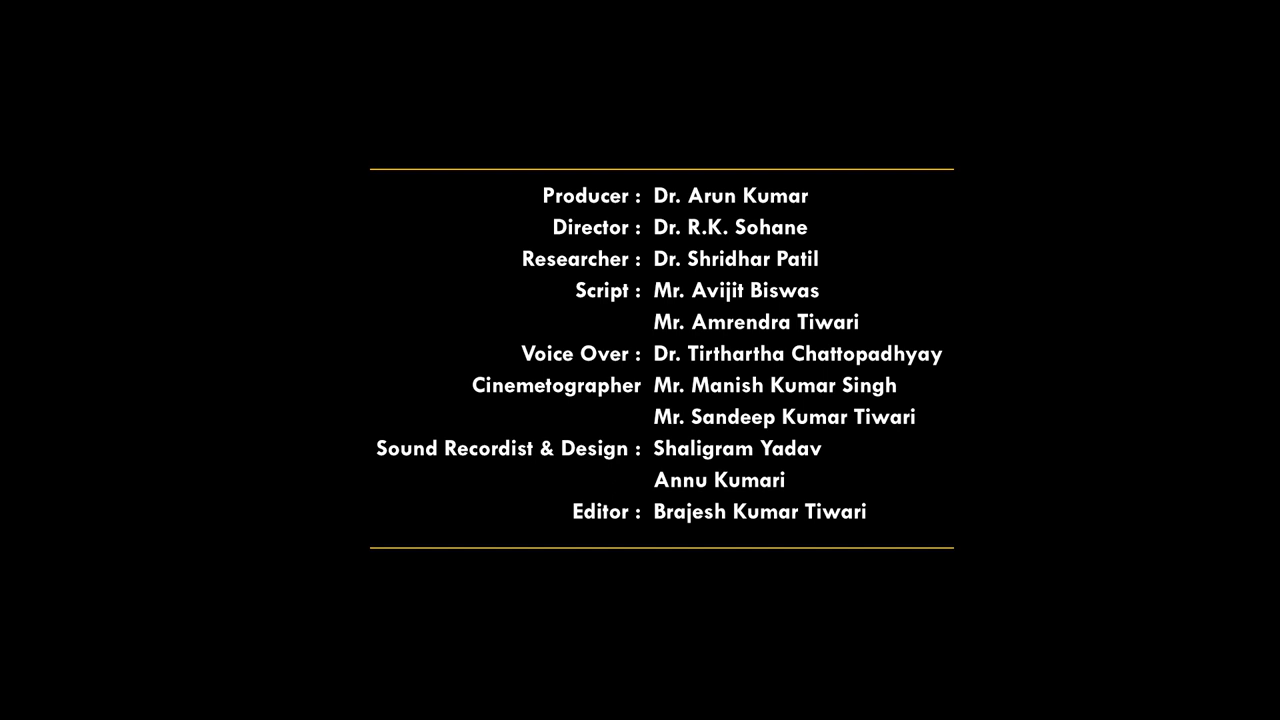 Producer : Dr. Arun Kumar
Director : Dr. R.K. Sohane
Researcher : Dr. Shridhar Patil
Script : Mr. Avijit Biswas
Mr. Amrendra Tiwari
Voice Over : Dr. Tirthartha Chattopadhyay
Cinemetographer Mr. Manish Kumar Singh
Mr. Sandeep Kumar Tiwari
Sound Recordist & Design : Shaligram Yadav
Annu Kumari
Editor : Brajesh Kumar Tiwari